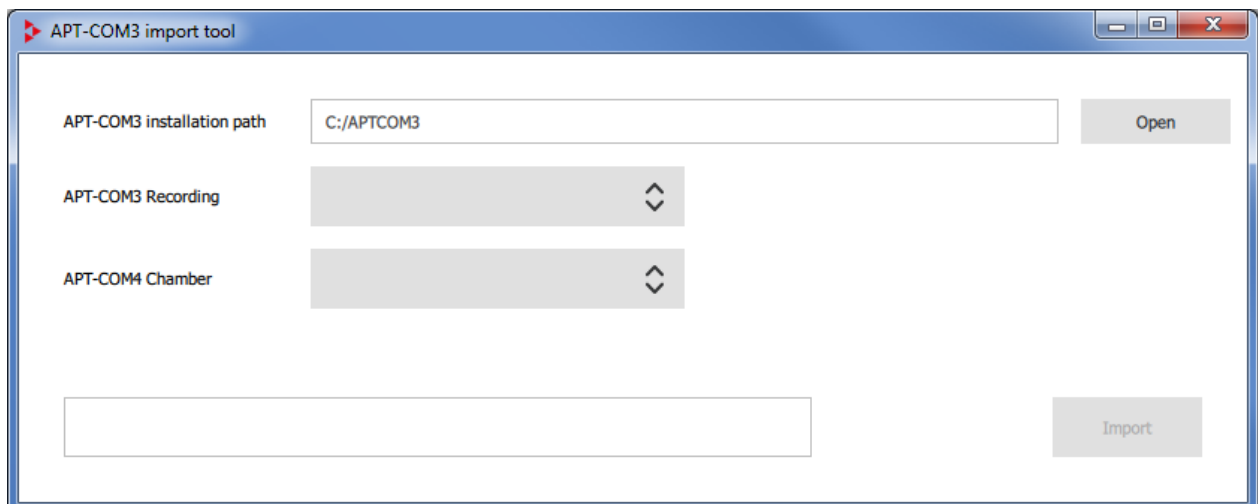 APT-COM3 import tool
APT-COM3 installation path C:/APTCOM3 Open
APT-COM3 Recording
APT-COM4 Chamber
Import